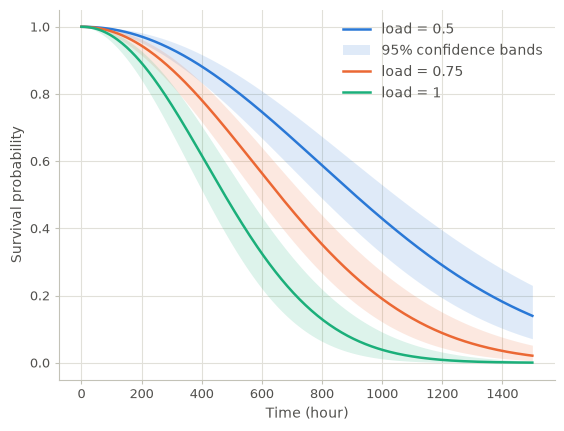 load = 0.5
95% confidence bands
load = 0.75
load = 1
Survival probability
1.0
0.8
0.6
0.4
0.2
0.0
0 200 400 600 800 1000 1200 1400
Time (hour)